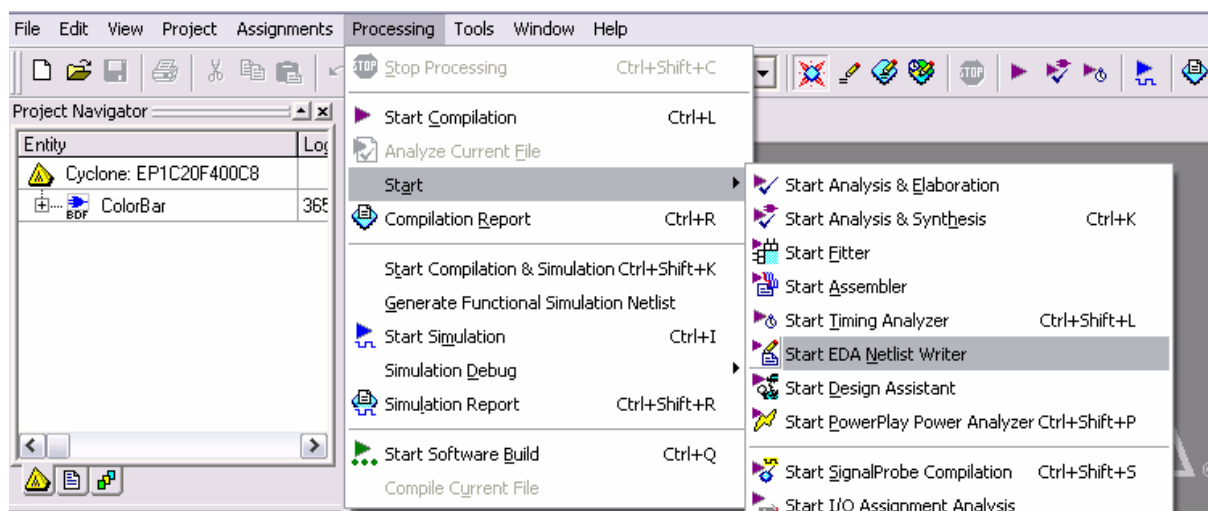 File Edit View Project Assignments Processing Tools Window Help
STOP Stop Processing Ctrl+Shift+C
STOP
Project Navigator
Start Compilation Ctrl+L
Entity Log
Analyze Current File
Cyclone: EP1C20F400C8
Start
Start Analysis & Elaboration
BDF ColorBar 365
Compilation Report Ctrl+R
Start Analysis & Synthesis Ctrl+K
Start Fitter
Start Compilation & Simulation Ctrl+Shift+K
Start Assembler
Generate Functional Simulation Netlist
Start Timing Analyzer Ctrl+Shift+L
Start Simulation Ctrl+I
Start EDA Netlist Writer
Simulation Debug
Start Design Assistant
Simulation Report Ctrl+Shift+R
Start PowerPlay Power Analyzer Ctrl+Shift+P
Start Software Build Ctrl+Q
Start SignalProbe Compilation Ctrl+Shift+S
Compile Current File
Start I/O Assignment Analysis